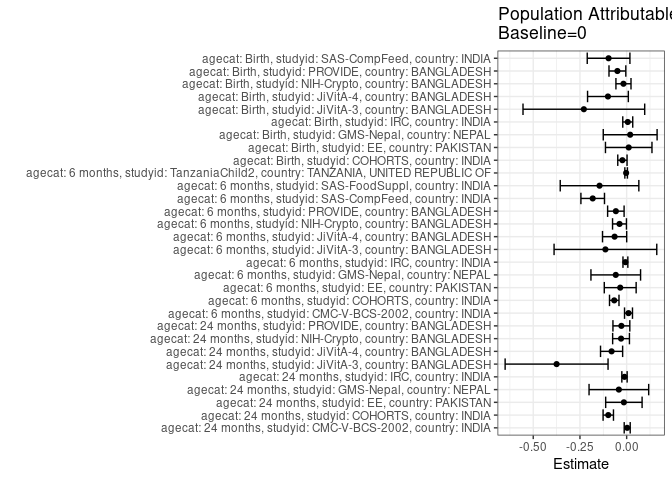 Population Attributable
Baseline=0
agecat: Birth, studyid: SAS-CompFeed, country: INDIA
agecat: Birth, studyid: PROVIDE, country: BANGLADESH
agecat: Birth, studyid: NIH-Crypto, country: BANGLADESH
agecat: Birth, studyid: JiVitA-4, country: BANGLADESH
agecat: Birth, studyid: JiVitA-3, country: BANGLADESH
agecat: Birth, studyid: IRC, country: INDIA
agecat: Birth, studyid: GMS-Nepal, country: NEPAL
agecat: Birth, studyid: EE, country: PAKISTAN
agecat: Birth, studyid: COHORTS, country: INDIA
agecat: 6 months, studyid: TanzaniaChild2, country: TANZANIA, UNITED REPUBLIC OF
agecat: 6 months, studyid: SAS-FoodSuppl, country: INDIA
agecat: 6 months, studyid: SAS-CompFeed, country: INDIA
agecat: 6 months, studyid: PROVIDE, country: BANGLADESH
agecat: 6 months, studyid: NIH-Crypto, country: BANGLADESH
agecat: 6 months, studyid: JiVitA-4, country: BANGLADESH
agecat: 6 months, studyid: JiVitA-3, country: BANGLADESH
agecat: 6 months, studyid: IRC, country: INDIA
agecat: 6 months, studyid: GMS-Nepal, country: NEPAL
agecat: 6 months, studyid: EE, country: PAKISTAN
agecat: 6 months, studyid: COHORTS, country: INDIA
agecat: 6 months, studyid: CMC-V-BCS-2002, country: INDIA
agecat: 24 months, studyid: PROVIDE, country: BANGLADESH
agecat: 24 months, studyid: NIH-Crypto, country: BANGLADESH
agecat: 24 months, studyid: JiVitA-4, country: BANGLADESH
agecat: 24 months, studyid: JiVitA-3, country: BANGLADESH
agecat: 24 months, studyid: IRC, country: INDIA
agecat: 24 months, studyid: GMS-Nepal, country: NEPAL
agecat: 24 months, studyid: EE, country: PAKISTAN
agecat: 24 months, studyid: COHORTS, country: INDIA
agecat: 24 months, studyid: CMC-V-BCS-2002, country: INDIA
-0.50 -0.25 0.00
Estimate